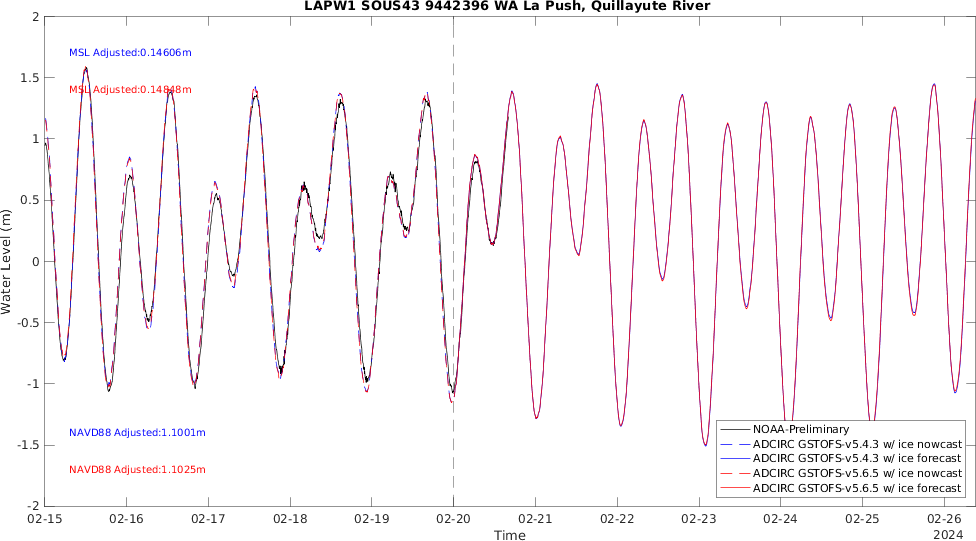 LAPW1 SOUS43 9442396 WA La Push, Quillayute River
2
1.5
1
0.5
0
-0.5
-1
-1.5
-2
Water Level (m)
MSL Adjusted:0.14606m
MSL Adjusted:0.14848m
NAVD88 Adjusted:1.1001m
NAVD88 Adjusted:1.1025m
NOAA-Preliminary
ADCIRC GSTOFS-v5.4.3 w/ ice nowcast
ADCIRC GSTOFS-v5.4.3 w/ ice forecast
ADCIRC GSTOFS-v5.6.5 w/ ice nowcast
ADCIRC GSTOFS-v5.6.5 w/ ice forecast
02-15 02-16 02-17 02-18 02-19 02-20 02-21 02-22 02-23 02-24 02-25 02-26
Time
2024